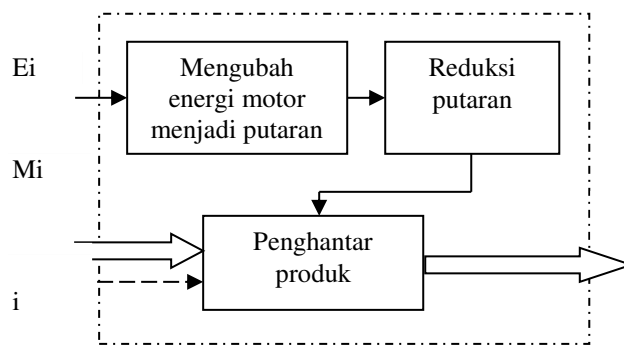 Ei
Mengubah
energi motor
menjadi putaran
Reduksi
putaran
Mi
Penghantar
produk
i